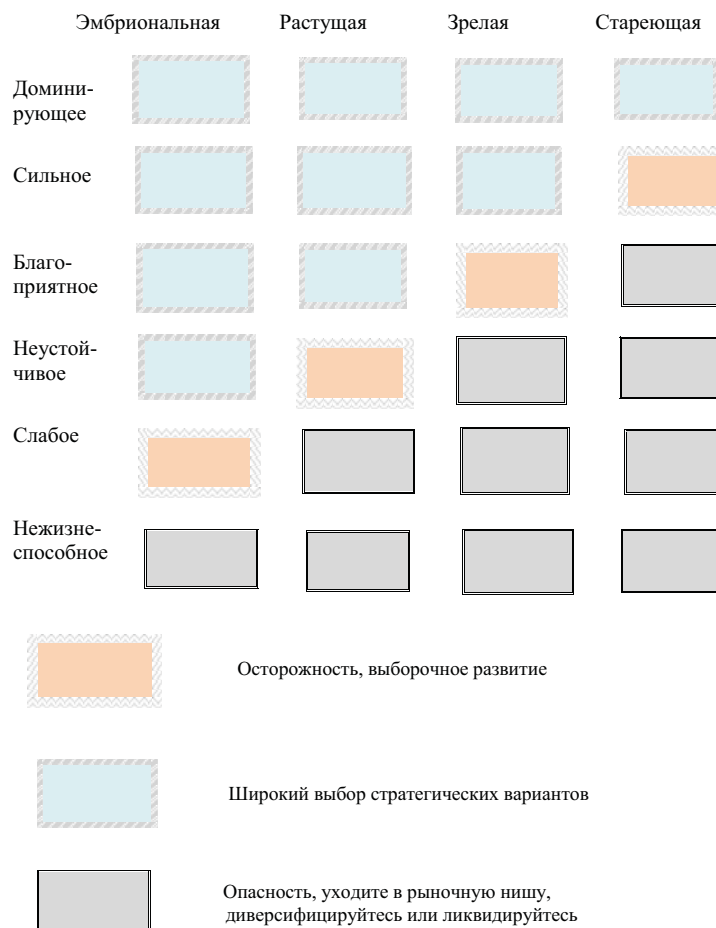 Эмбриональная Растущая Зрелая Стареющая
Домини-
рующее
Сильное
Благо-
приятное
Неустой-
чивое
Слабое
Нежизне-
способное
Осторожность, выборочное развитие
Широкий выбор стратегических вариантов
Опасность, уходите в рыночную нишу,
диверсифицируйтесь или ликвидируйтесь